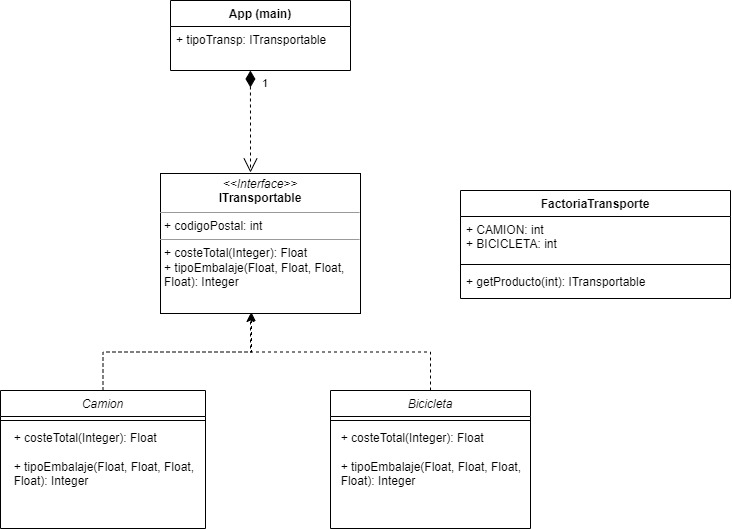 App (main)
+ tipoTransp: ITransportable
1
<<Interface>>
ITransportable
+ codigoPostal: int
+ costeTotal(Integer): Float
+ tipoEmbalaje(Float, Float, Float,
Float): Integer
FactoriaTransporte
+ CAMION: int
+ BICICLETA: int
+ getProducto(int): ITransportable
Camion
+ costeTotal(Integer): Float
+ tipoEmbalaje(Float, Float, Float,
Float): Integer
Bicicleta
+ costeTotal(Integer): Float
+ tipoEmbalaje(Float, Float, Float,
Float): Integer